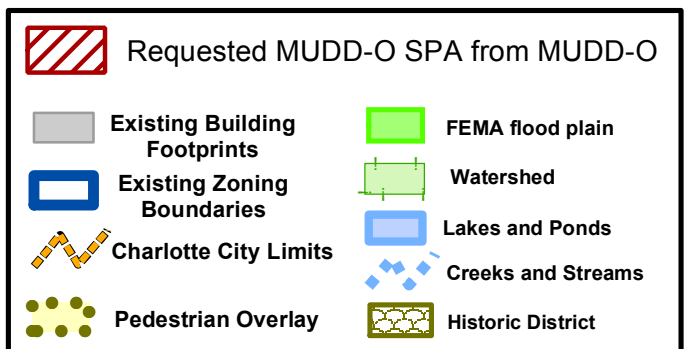 Requested MUDD-O SPA from MUDD-O
Existing Building
Footprints
Existing Zoning
Boundaries
Charlotte City Limits
Pedestrian Overlay
FEMA flood plain
Watershed
Lakes and Ponds
Creeks and Streams
Historic District